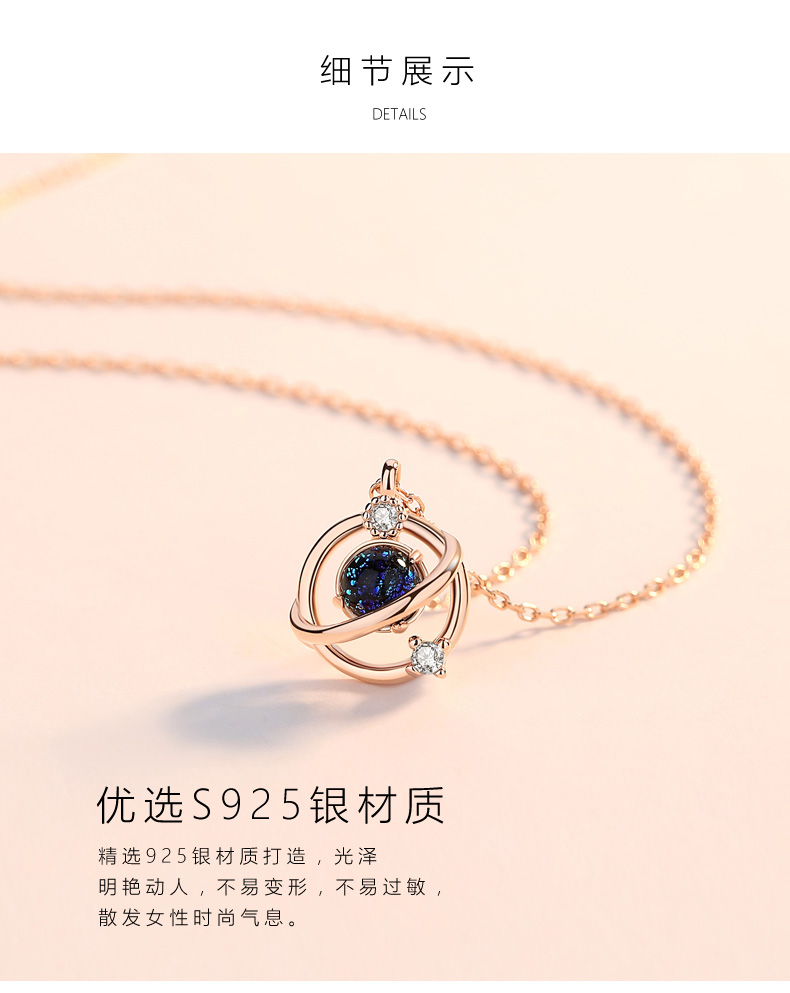 细节展示
DETAILS
优选S925银材质
精选925银材质打造，光泽
明艳动人，不易变形，不易过敏，
散发女性时尚气息。